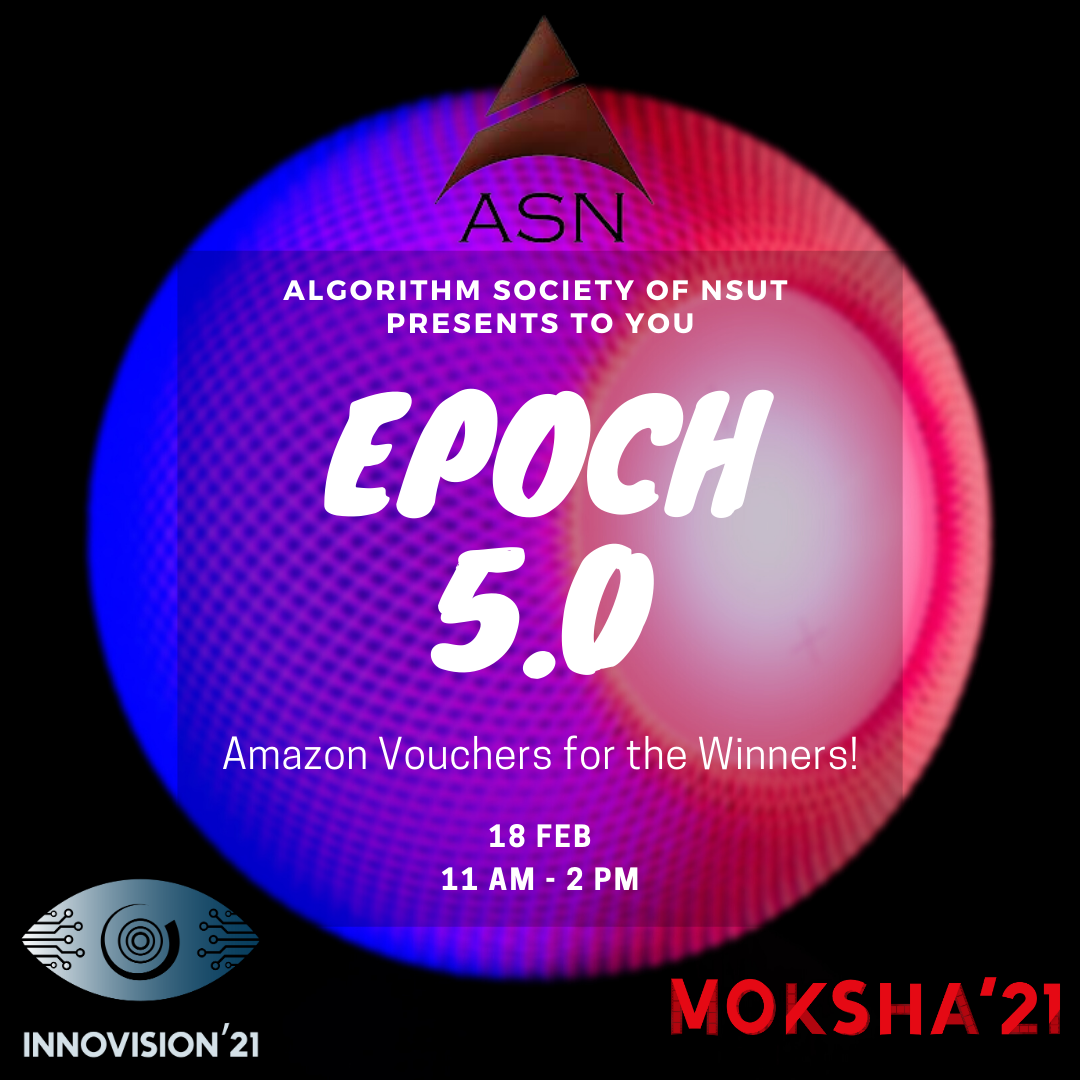 ASN
ALGORITHM SOCIETY OF NSUT
PRESENTS TO YOU
EPOCH
5.0
Amazon Vouchers for the Winners!
18 FEB
11 AM - 2 PM
INNOVISION'21
MOKSHA'21